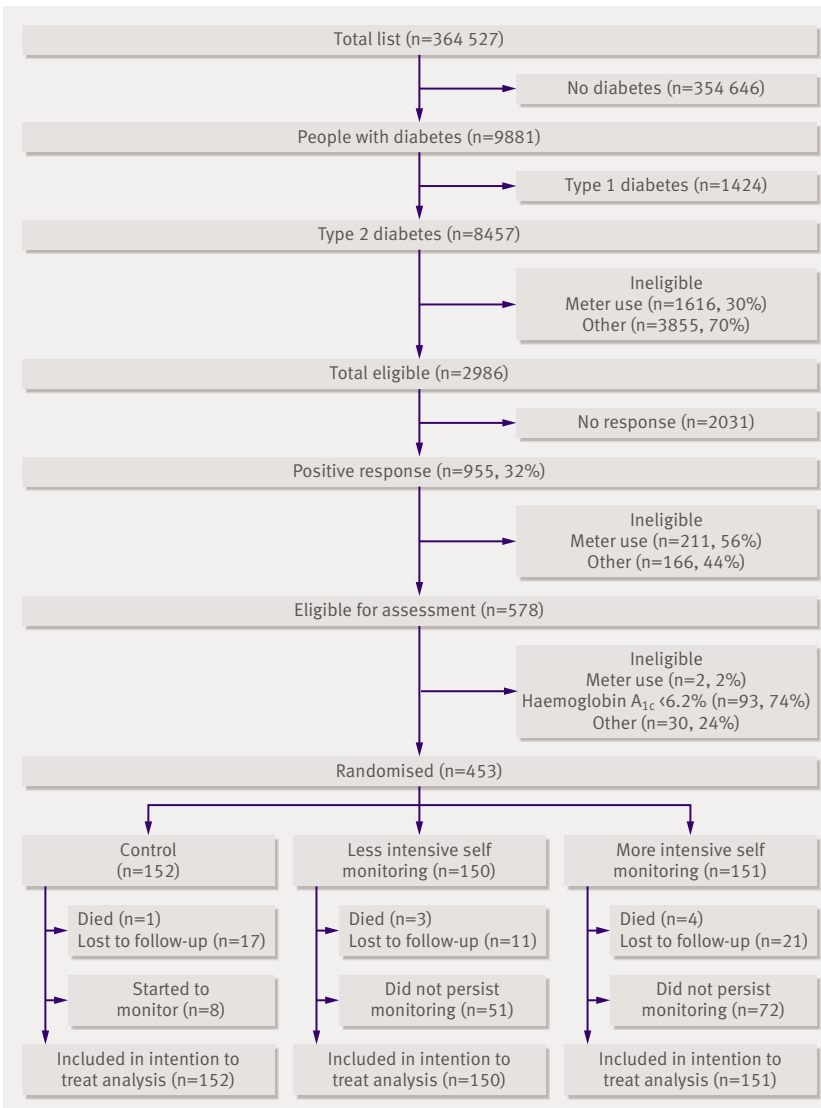 Total list (n=364 527)
No diabetes (n=354 646)
People with diabetes (n=9881)
Type 1 diabetes (n=1424)
Type 2 diabetes (n=8457)
Ineligible
Meter use (n=1616, 30%)
Other (n=3855, 70%)
Total eligible (n=2986)
No response (n=2031)
Positive response (n=955, 32%)
Ineligible
Meter use (n=211, 56%)
Other (n=166, 44%)
Eligible for assessment (n=578)
Ineligible
Meter use (n=2, 2%)
Haemoglobin A1c <6.2% (n=93, 74%)
Other (n=30, 24%)
Randomised (n=453)
Control
(n=152)
Died (n=1)
Lost to follow-up (n=17)
Started to
monitor (n=8)
Included in intention to
treat analysis (n=152)
Less intensive self
monitoring (n=150)
Died (n=3)
Lost to follow-up (n=11)
Did not persist
monitoring (n=51)
Included in intention to
treat analysis (n=150)
More intensive self
monitoring (n=151)
Died (n=4)
Lost to follow-up (n=21)
Did not persist
monitoring (n=72)
Included in intention to
treat analysis (n=151)